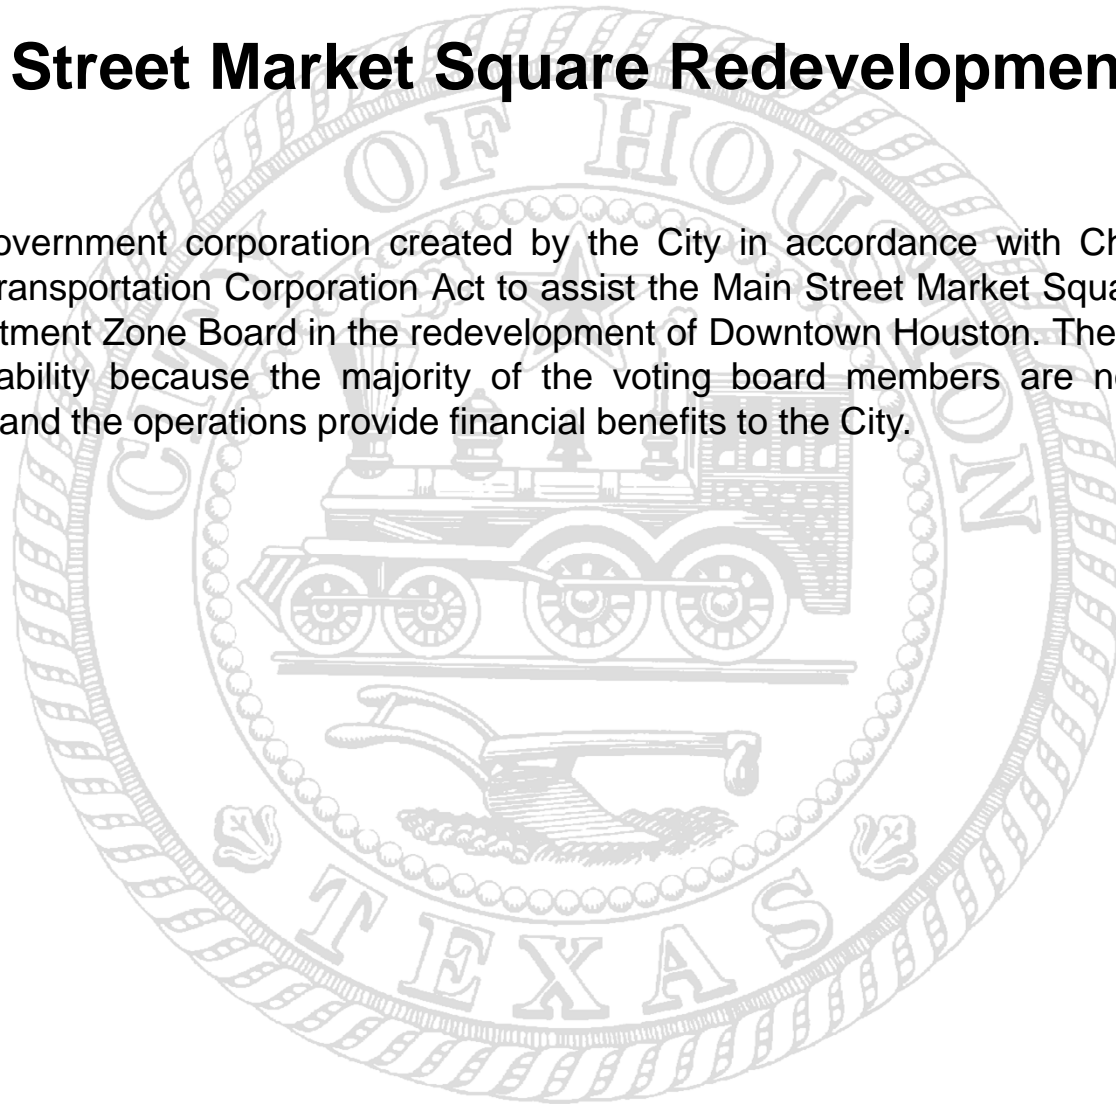 Street Market Square Redevelopmen
overnment corporation created by the City in accordance with Ch
ransportation Corporation Act to assist the Main Street Market Squa
tment Zone Board in the redevelopment of Downtown Houston. The
ability because the majority of the voting board members are n
and the operations provide financial benefits to the City.
CITY OF HOUSTON
TEXAS